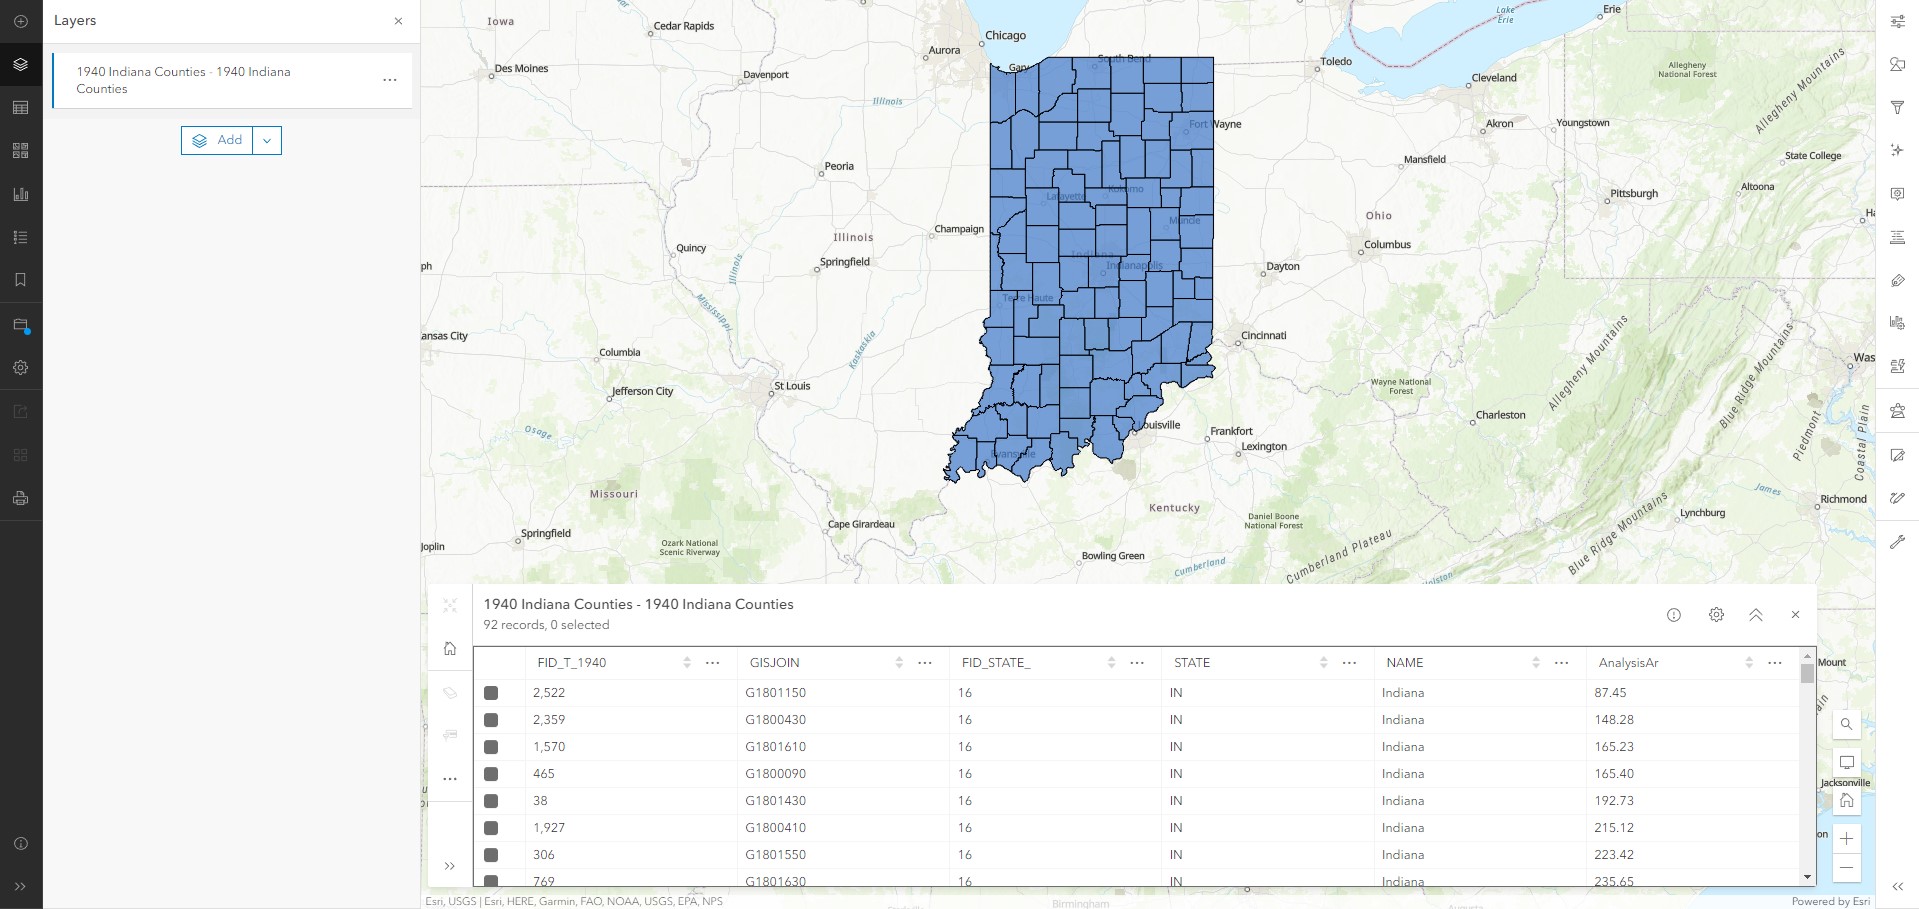 Layers
1940 Indiana Counties - 1940 Indiana
Counties
Add
Iowa
Cedar Rapids
Des Moines
Davenport
Aurora
Chicago
Gary
South Bend
Toledo
Lake
Erie
Erie
Cleveland
Allegheny
National Forest
Allegheny Mountains
Illinois
Fort Wayne
Akron
Youngstown
Mansfield
State College
Peoria
Lafayette
Kokomo
Pittsburgh
Altoona
Ha
Muncie
Ohio
Champaign
Illinois
Quincy
Springfield
Illinois
Columbus
ph
Indiana
Indianapolis
Dayton
Terre Haute
Mississippi
ansas City
Kaskaskia
Cincinnati
Columbia
Allegheny Mountains
Blue Ridge Mountains
Was
Jefferson City
St Louis
Wayne National
Forest
Charleston
Piedmont
Coastal Plain
Osage
ouisville
Frankfort
Lexington
Evansville
Missouri
James
Richmond
Kentucky
Daniel Boone
National Forest
Lynchburg
Cape Girardeau
Springfield
Joplin
Ozark National
Scenic Riverway
Bowling Green
Cumberland
Cumberland Plateau
Blue Ridge Mountains
Holston
1940 Indiana Counties - 1940 Indiana Counties
92 records, 0 selected
FID_T_1940 GISJOIN FID_STATE_ STATE NAME AnalysisAr
2,522 G1801150 16 IN Indiana 87.45
2,359 G1800430 16 IN Indiana 148.28
1,570 G1801610 16 IN Indiana 165.23
465 G1800090 16 IN Indiana 165.40
38 G1801430 16 IN Indiana 192.73
1,927 G1800410 16 IN Indiana 215.12
306 G1801550 16 IN Indiana 223.42
769 G1801630 16 IN Indiana 235.65
Mount
Jacksonville
on
Birmingham
Esri, USGS | Esri, HERE, Garmin, FAO, NOAA, USGS, EPA, NPS
Powered by Esri